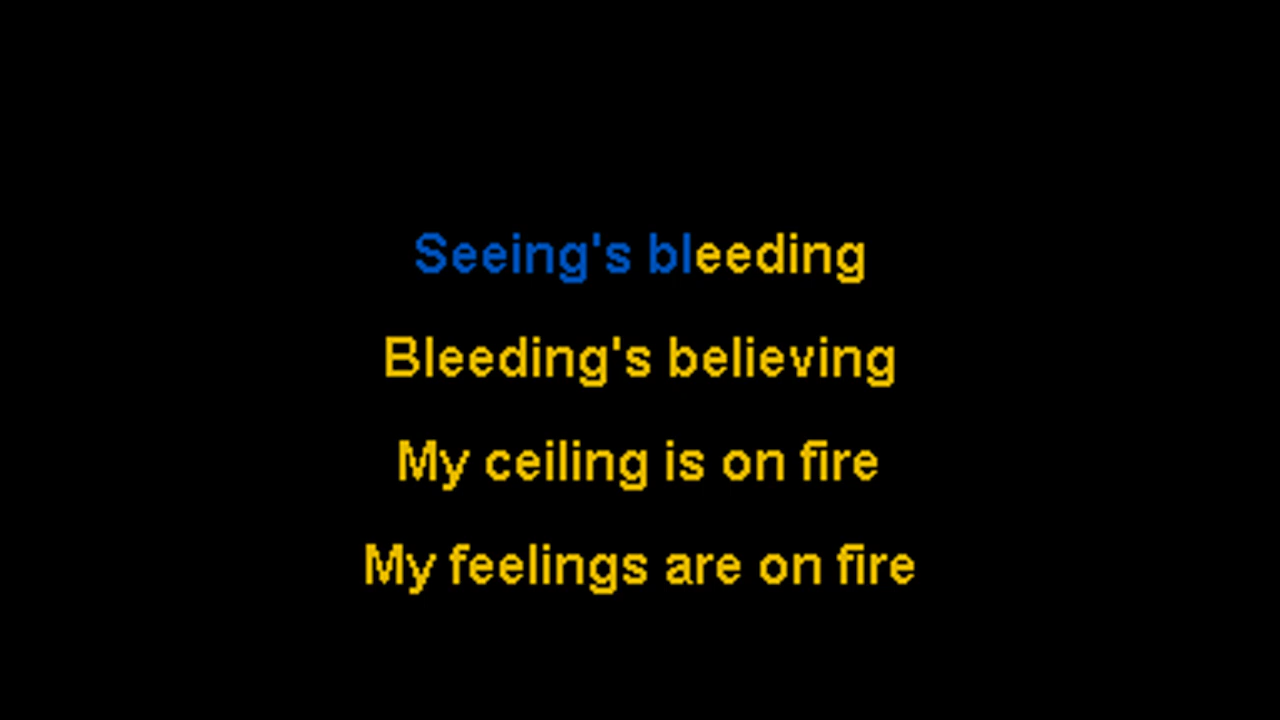 Seeing's bleeding
Bleeding's believing
My ceiling is on fire
My feelings are on fire